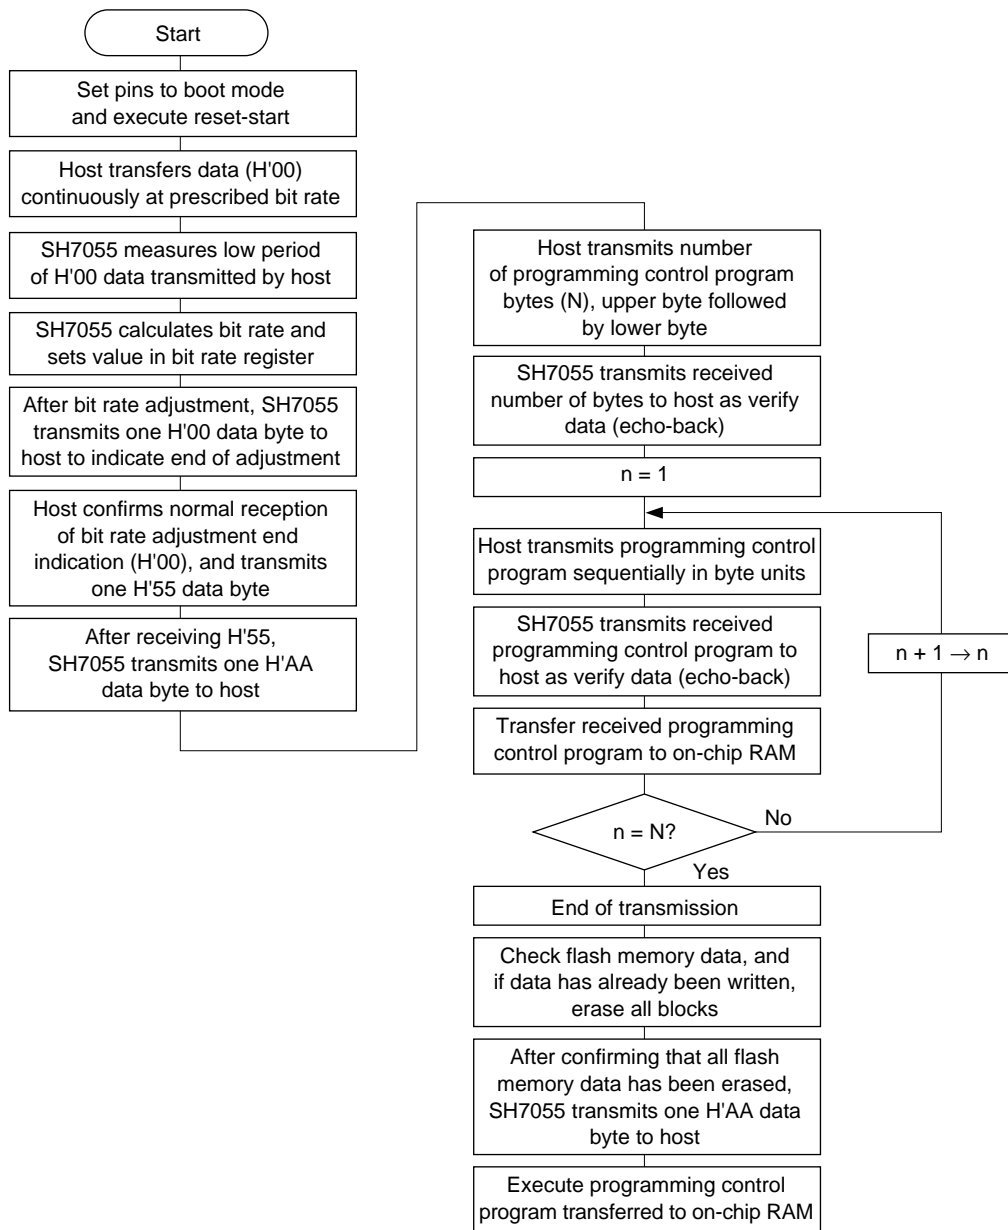 Start
Set pins to boot mode
and execute reset-start
Host transfers data (H'00)
continuously at prescribed bit rate
SH7055 measures low period
of H'00 data transmitted by host
SH7055 calculates bit rate and
sets value in bit rate register
After bit rate adjustment, SH7055
transmits one H'00 data byte to
host to indicate end of adjustment
Host confirms normal reception
of bit rate adjustment end
indication (H'00), and transmits
one H'55 data byte
After receiving H'55,
SH7055 transmits one H'AA
data byte to host
Host transmits number
of programming control program
bytes (N), upper byte followed
by lower byte
SH7055 transmits received
number of bytes to host as verify
data (echo-back)
n = 1
Host transmits programming control
program sequentially in byte units
SH7055 transmits received
programming control program to
host as verify data (echo-back)
n + 1 → n
Transfer received programming
control program to on-chip RAM
n = N?
No
Yes
End of transmission
Check flash memory data, and
if data has already been written,
erase all blocks
After confirming that all flash
memory data has been erased,
SH7055 transmits one H'AA data
byte to host
Execute programming control
program transferred to on-chip RAM